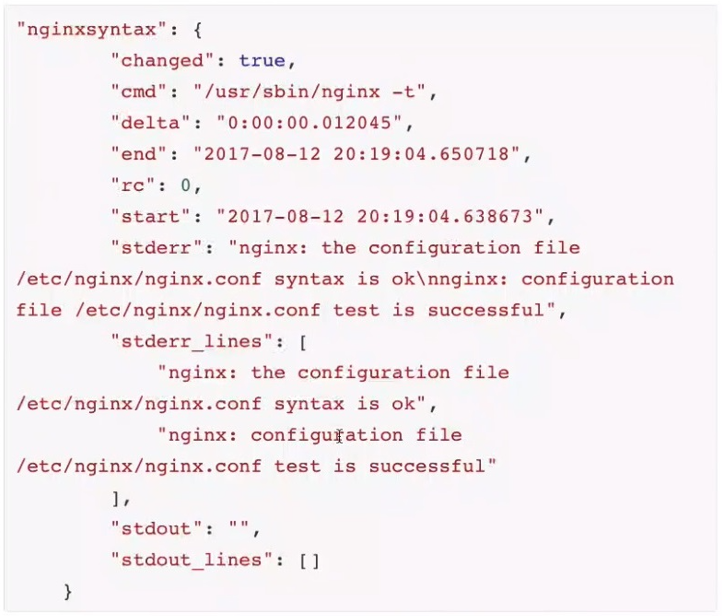 "nginxsyntax": {
"changed": true,
"cmd": "/usr/sbin/nginx -t",
"delta": "0:00:00.012045",
"end": "2017-08-12 20:19:04.650718",
"rc": 0,
"start": "2017-08-12 20:19:04.638673",
"stderr": "nginx: the configuration file
/etc/nginx/nginx.conf syntax is ok\nnginx: configuration
file /etc/nginx/nginx.conf test is successful",
"stderr_lines": [
"nginx: the configuration file
/etc/nginx/nginx.conf syntax is ok",
"nginx: configuration file
/etc/nginx/nginx.conf test is successful"
],
"stdout": "",
"stdout_lines": []
}